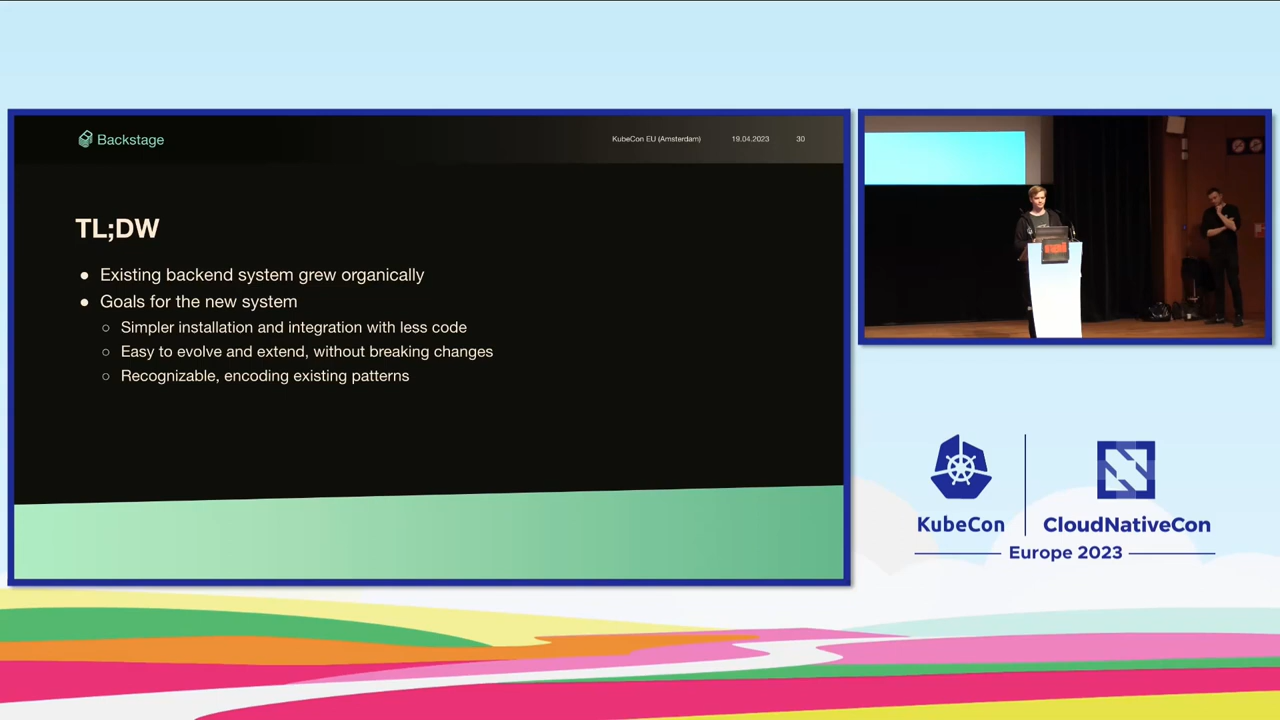 Backstage
KubeCon EU (Amsterdam) 19.04.2023 30
TL;DW
● Existing backend system grew organically
● Goals for the new system
○ Simpler installation and integration with less code
○ Easy to evolve and extend, without breaking changes
○ Recognizable, encoding existing patterns
KubeCon
CloudNativeCon
Europe 2023